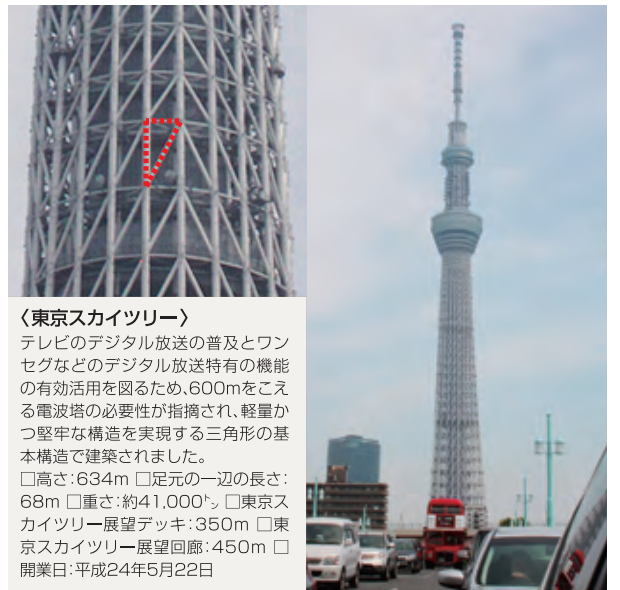 〈東京スカイツリー〉
テレビのデジタル放送の普及とワン
セグなどのデジタル放送特有の機能
の有効活用を図るため、600mをこえ
る電波塔の必要性が指摘され、軽量か
つ堅牢な構造を実現する三角形の基
本構造で建築されました。
□高さ：634m □足元の一辺の長さ：
68m □重さ：約41,000㌧ □東京ス
カイツリー展望デッキ：350m □東
京スカイツリー展望回廊：450m □
開業日：平成24年5月22日